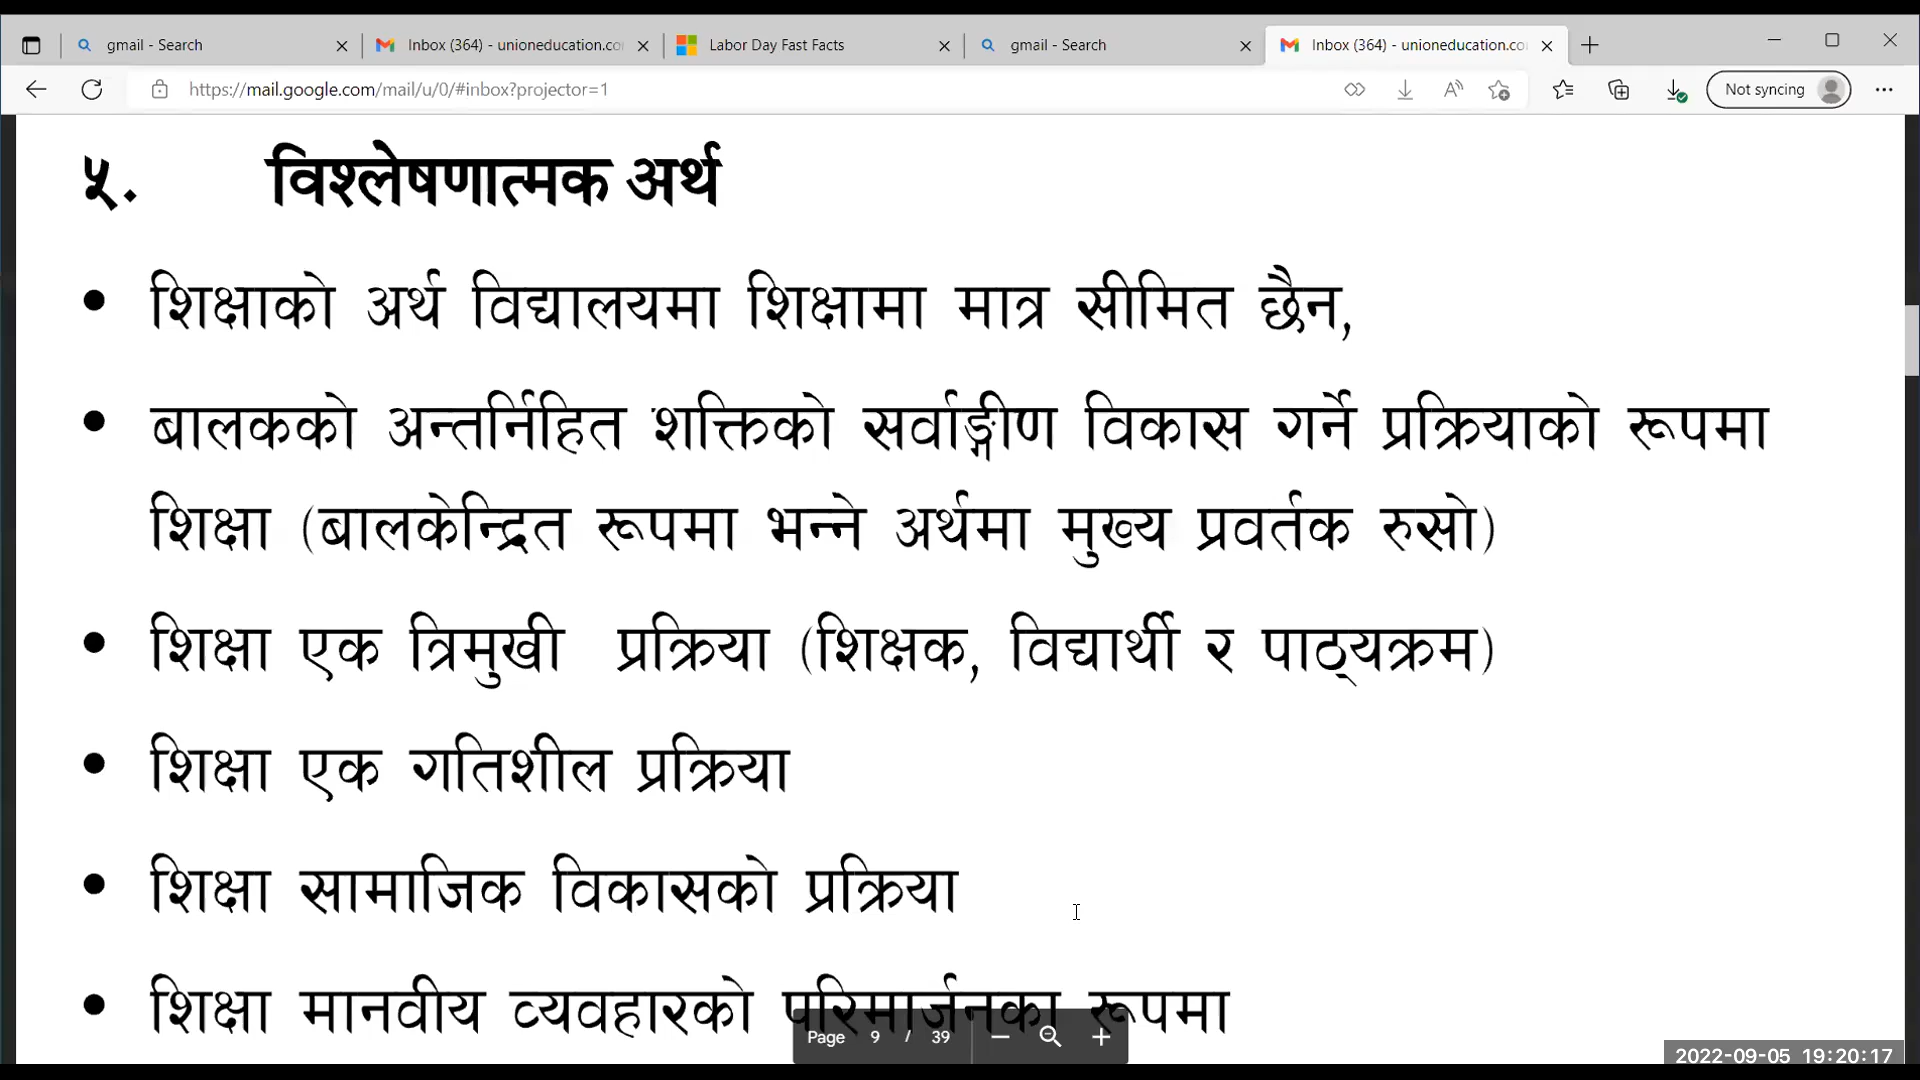 gmail - Search
Inbox (364) - unioneducation.co
Labor Day Fast Facts
gmail - Search
Inbox (364) - unioneducation.co
https://mail.google.com/mail/u/0/#inbox?projector=1
Not syncing
५. विश्लेषणात्मक अर्थ
• शिक्षाको अर्थ विद्यालयमा शिक्षामा मात्र सीमित छैन,
• बालकको अन्तर्निहित शक्तिको सर्वाङ्गीण विकास गर्ने प्रक्रियाको रूपमा
शिक्षा (बालकेन्द्रित रूपमा भन्ने अर्थमा मुख्य प्रवर्तक रुसो)
• शिक्षा एक त्रिमुखी प्रक्रिया (शिक्षक, विद्यार्थी र पाठ्यक्रम)
• शिक्षा एक गतिशील प्रक्रिया
• शिक्षा सामाजिक विकासको प्रक्रिया
• शिक्षा मानवीय व्यवहारको परिमार्जनका रूपमा
Page 9 / 39
2022-09-05 19:20:17